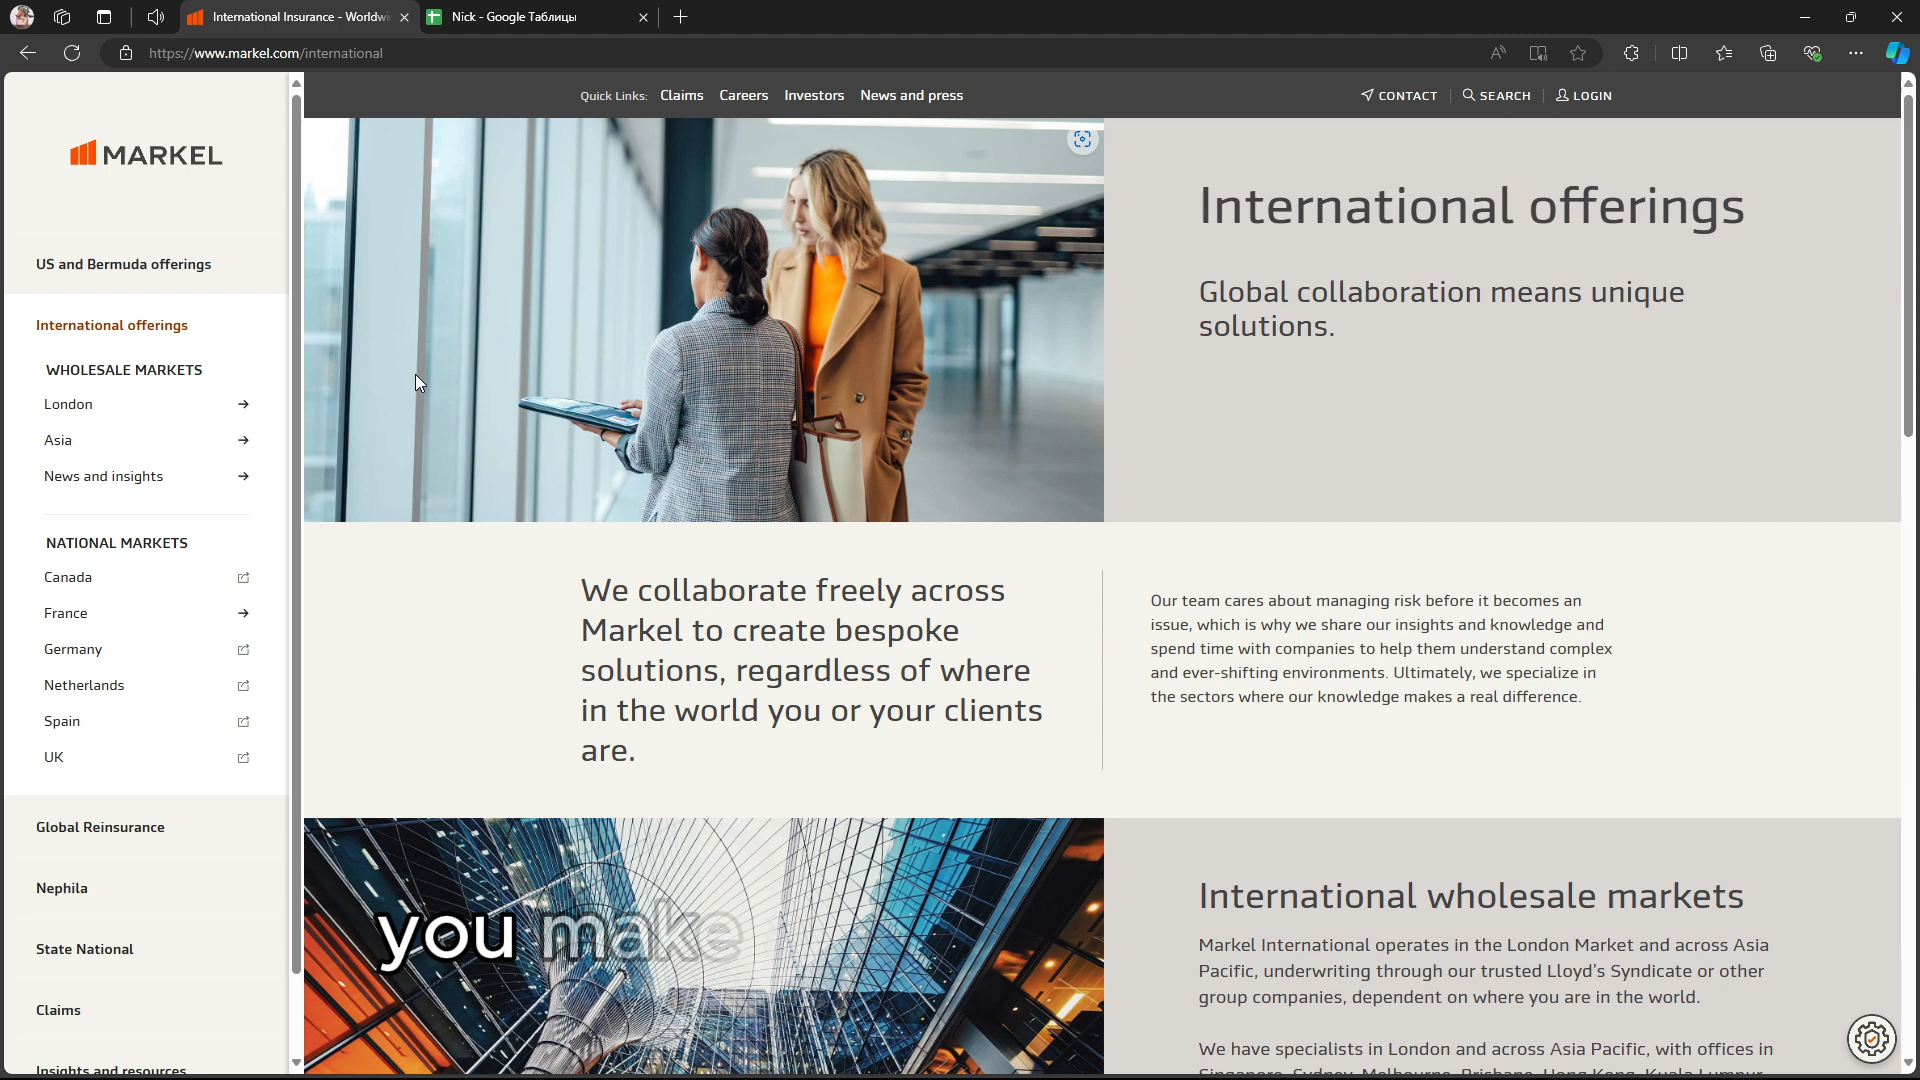 International Insurance - Worldwi
Nick - Google Таблицы
https://www.markel.com/international
MARKEL
US and Bermuda offerings
International offerings
WHOLESALE MARKETS
London
Asia
News and insights
NATIONAL MARKETS
Canada
France
Germany
Netherlands
Spain
UK
Global Reinsurance
Nephila
State National
Claims
Insights and resources
Quick Links: Claims Careers Investors News and press
CONTACT SEARCH LOGIN
International offerings
Global collaboration means unique
solutions.
We collaborate freely across
Markel to create bespoke
solutions, regardless of where
in the world you or your clients
are.
Our team cares about managing risk before it becomes an
issue, which is why we share our insights and knowledge and
spend time with companies to help them understand complex
and ever-shifting environments. Ultimately, we specialize in
the sectors where our knowledge makes a real difference.
you make
International wholesale markets
Markel International operates in the London Market and across Asia
Pacific, underwriting through our trusted Lloyd's Syndicate or other
group companies, dependent on where you are in the world.
We have specialists in London and across Asia Pacific, with offices in
Singapore, Sydney, Melbourne, Brisbane, Hong Kong, Kuala Lumpur,